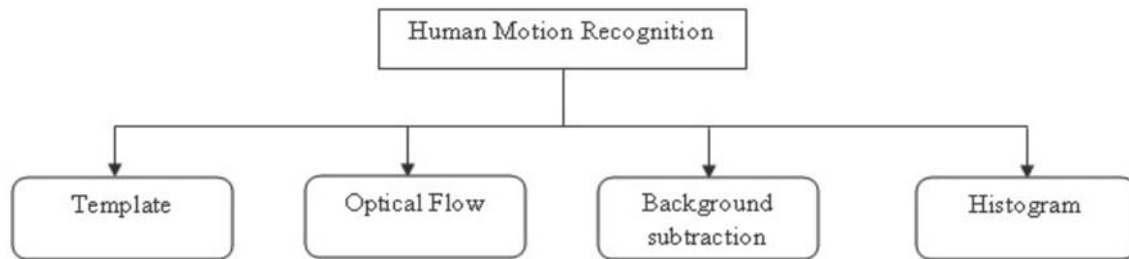 Human Motion Recognition
Template
Optical Flow
Background
subtraction
Histogram